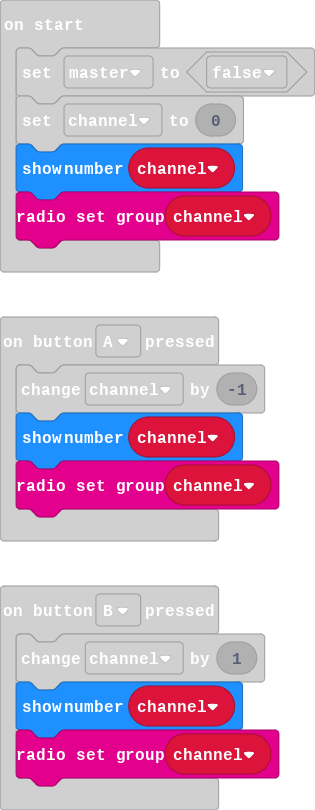 on start
set master to false
set channel to 0
show number channel
radio set group channel
on button A pressed
change channel by -1
show number channel
radio set group channel
on button B pressed
change channel by 1
show number channel
radio set group channel